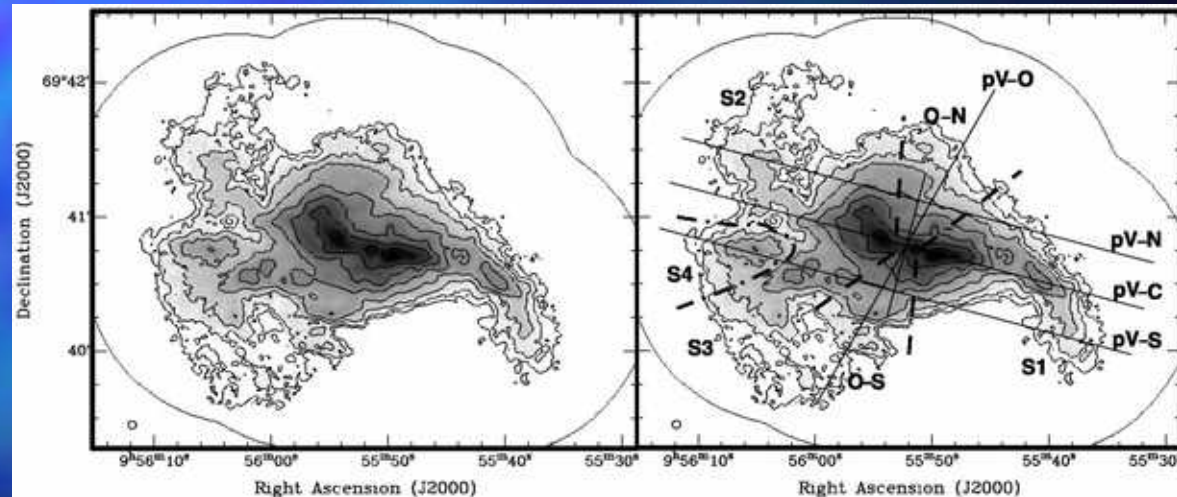 Declination (J2000)
69°42'
41'
40'
9ʰ56ᵐ10ˢ
56ᵐ00ˢ
55ᵐ50ˢ
55ᵐ40ˢ
Right Ascension (J2000)
S2
O-N
pV-O
pV-N
S4
pV-C
pV-S
S3
S1
O-S
9ʰ56ᵐ10ˢ
56ᵐ00ˢ
55ᵐ50ˢ
55ᵐ40ˢ
55ᵐ30ˢ
Right Ascension (J2000)